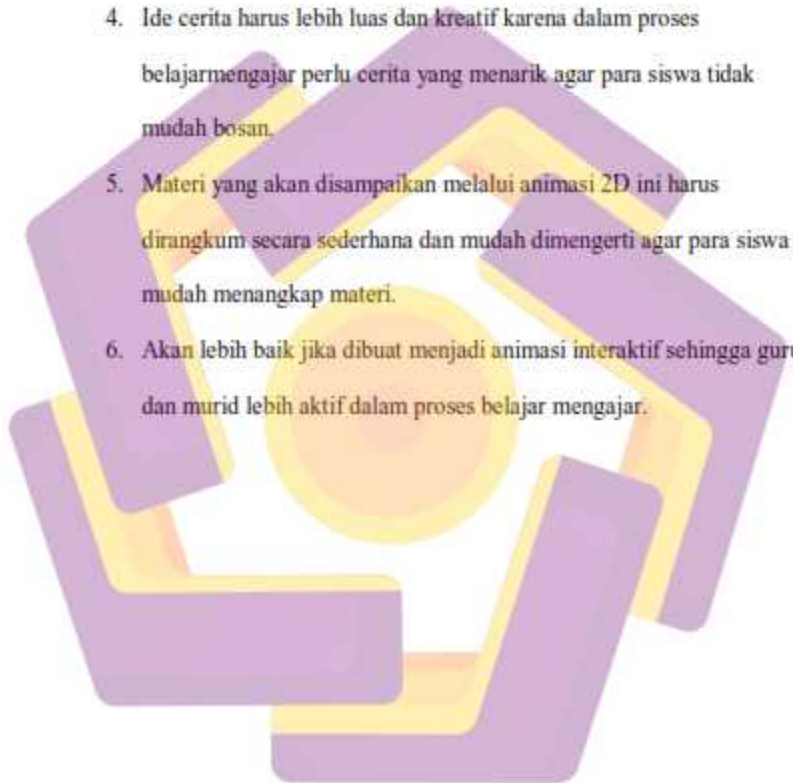 4. Ide cerita harus lebih luas dan kreatif karena dalam proses
belajarmengajar perlu cerita yang menarik agar para siswa tidak
mudah bosan.
5. Materi yang akan disampaikan melalui animasi 2D ini harus
dirangkum secara sederhana dan mudah dimengerti agar para siswa
mudah menangkap materi.
6. Akan lebih baik jika dibuat menjadi animasi interaktif sehingga guru
dan murid lebih aktif dalam proses belajar mengajar.